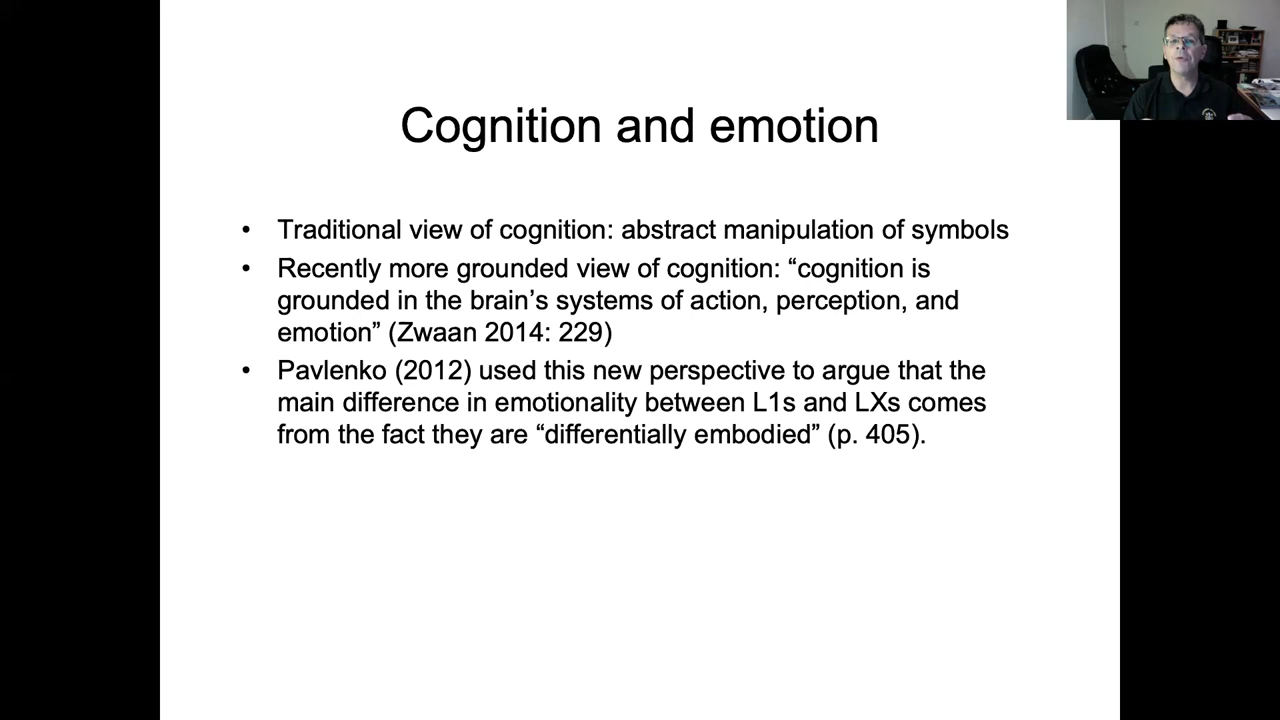 Cognition and emotion
• Traditional view of cognition: abstract manipulation of symbols
• Recently more grounded view of cognition: “cognition is
grounded in the brain’s systems of action, perception, and
emotion” (Zwaan 2014: 229)
• Pavlenko (2012) used this new perspective to argue that the
main difference in emotionality between L1s and LXs comes
from the fact they are “differentially embodied” (p. 405).